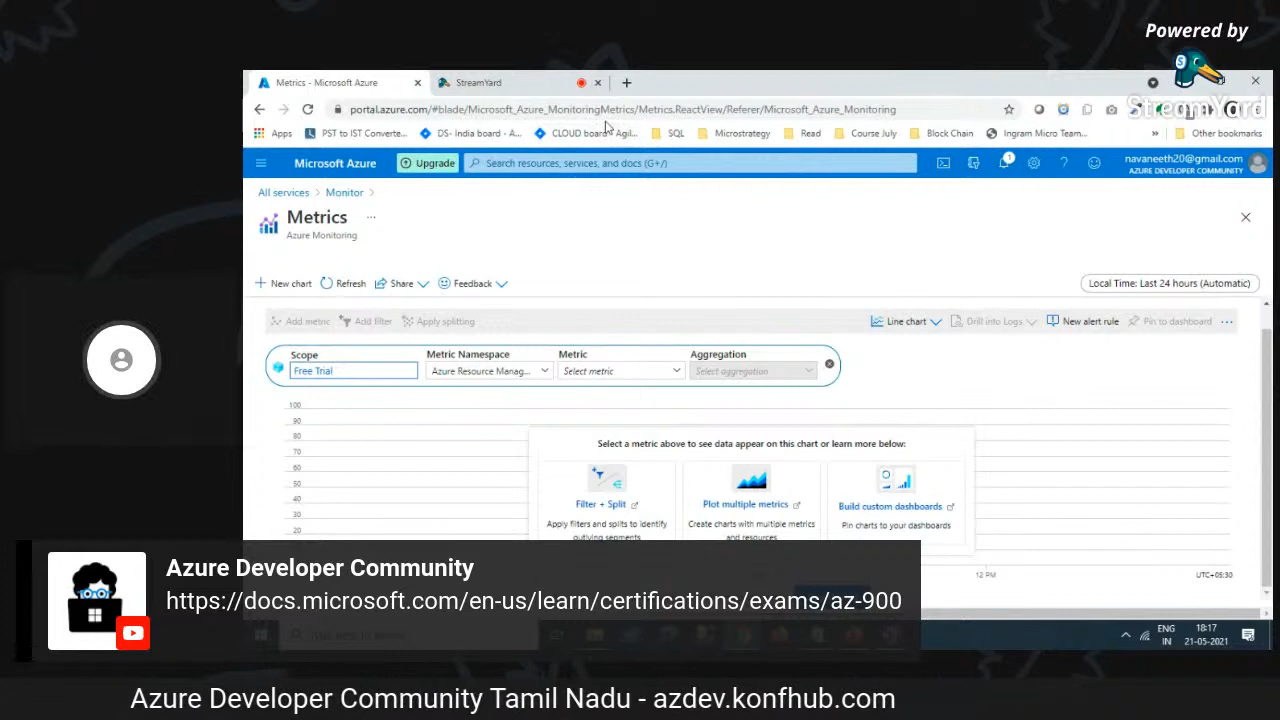 Powered by
StreamYard
Metrics - Microsoft Azure
StreamYard
portal.azure.com/#blade/Microsoft_Azure_MonitoringMetrics/Metrics.ReactView/Referer/Microsoft_Azure_Monitoring
Apps PST to IST Converte... DS- India board - A... CLOUD board SQL Microstrategy Read Course July Block Chain Ingram Micro Team... » Other bookmarks
Microsoft Azure Upgrade Search resources, services, and docs (G+/) 1 navaneeth20@gmail.com
AZURE DEVELOPER COMMUNITY
All services > Monitor >
Metrics ...
Azure Monitoring
New chart Refresh Share Feedback Local Time: Last 24 hours (Automatic)
Add metric Add filter Apply splitting Line chart Drill into Logs New alert rule Pin to dashboard ...
Scope Metric Namespace Metric Aggregation
Free Trial Azure Resource Manag... Select metric Select aggregation
100
90
80
70
60
50
40
30
20
Select a metric above to see data appear on this chart or learn more below:
Filter + Split Plot multiple metrics Build custom dashboards
Apply filters and splits to identify Create charts with multiple metrics Pin charts to your dashboards
outlying segments and resources
12 PM UTC+05:30
Azure Developer Community
https://docs.microsoft.com/en-us/learn/certifications/exams/az-900
ENG
IN
18:17
21-05-2021
Azure Developer Community Tamil Nadu - azdev.konfhub.com